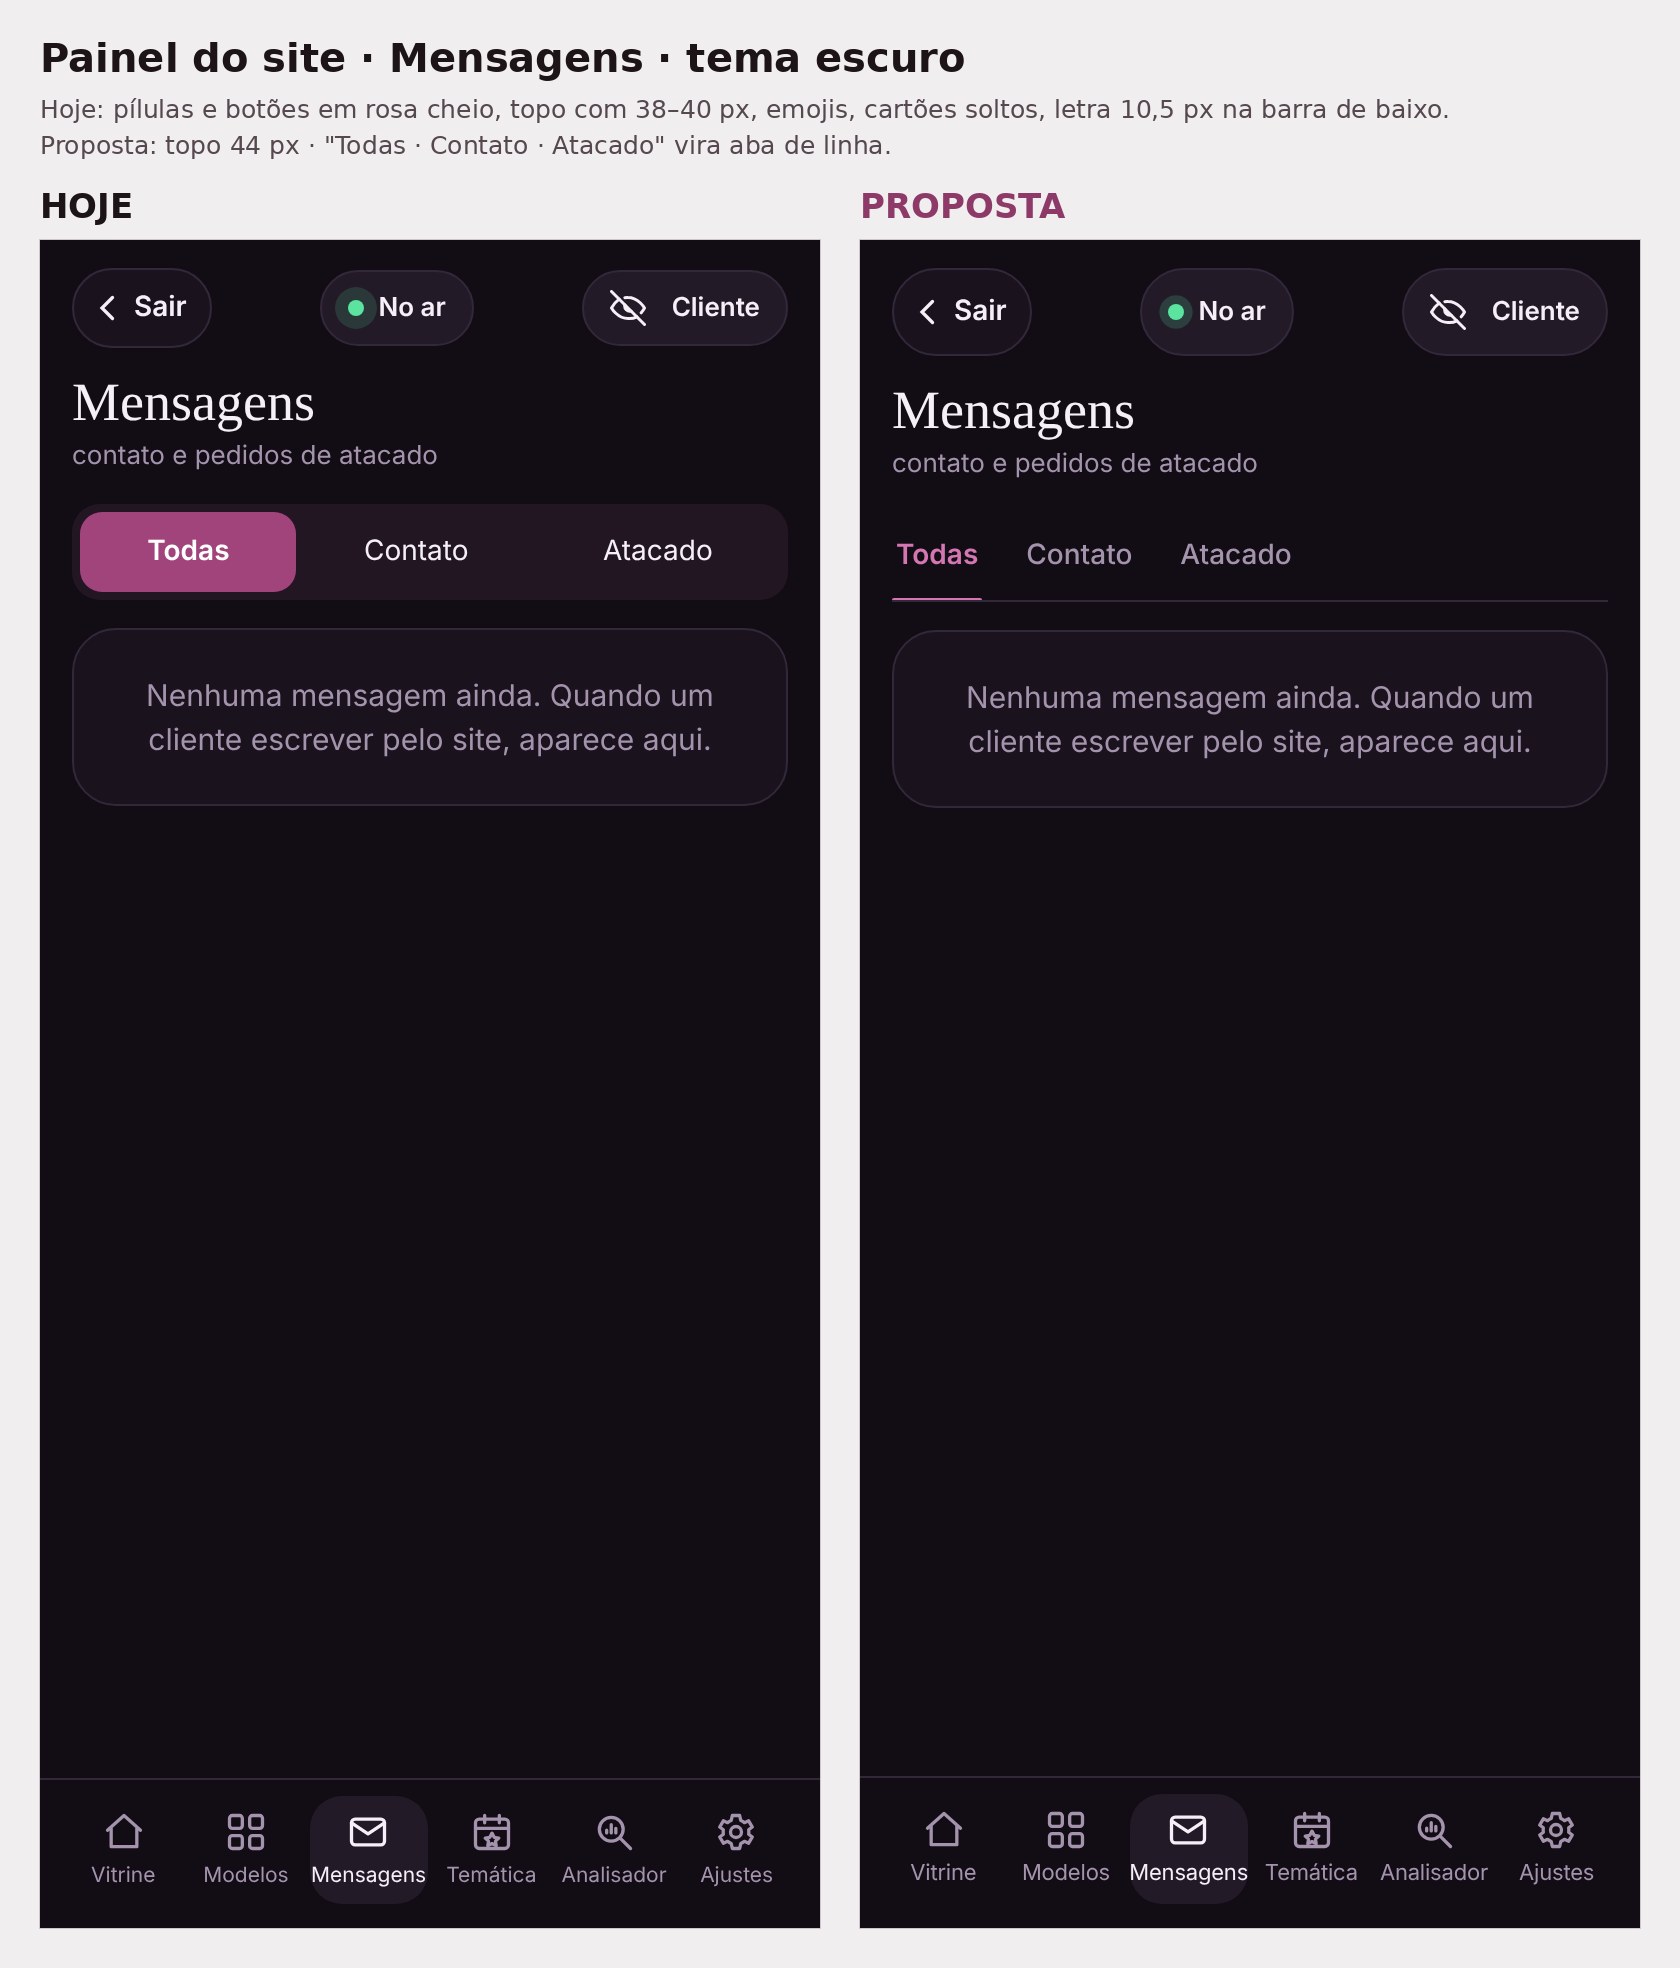 Painel do site · Mensagens · tema escuro
Hoje: pílulas e botões em rosa cheio, topo com 38–40 px, emojis, cartões soltos, letra 10,5 px na barra de baixo.
Proposta: topo 44 px · "Todas · Contato · Atacado" vira aba de linha.
HOJE
Sair
No ar
Cliente
Mensagens
contato e pedidos de atacado
Todas
Contato
Atacado
Nenhuma mensagem ainda. Quando um
cliente escrever pelo site, aparece aqui.
Vitrine
Modelos
Mensagens
Temática
Analisador
Ajustes
PROPOSTA
Sair
No ar
Cliente
Mensagens
contato e pedidos de atacado
Todas
Contato
Atacado
Nenhuma mensagem ainda. Quando um
cliente escrever pelo site, aparece aqui.
Vitrine
Modelos
Mensagens
Temática
Analisador
Ajustes